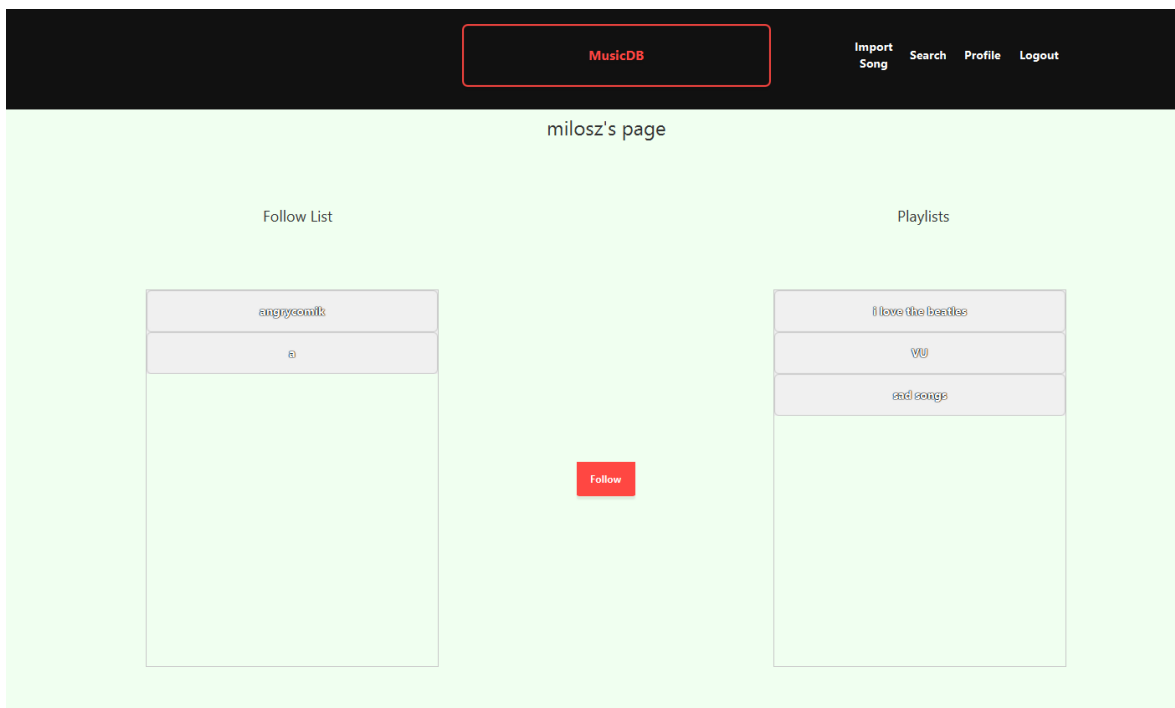 MusicDB
Import
Song
Search
Profile
Logout
milosz's page
Follow List
angrycomik
a
Follow
Playlists
i love the beatles
VU
sad songs